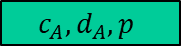 c_A, d_A, p